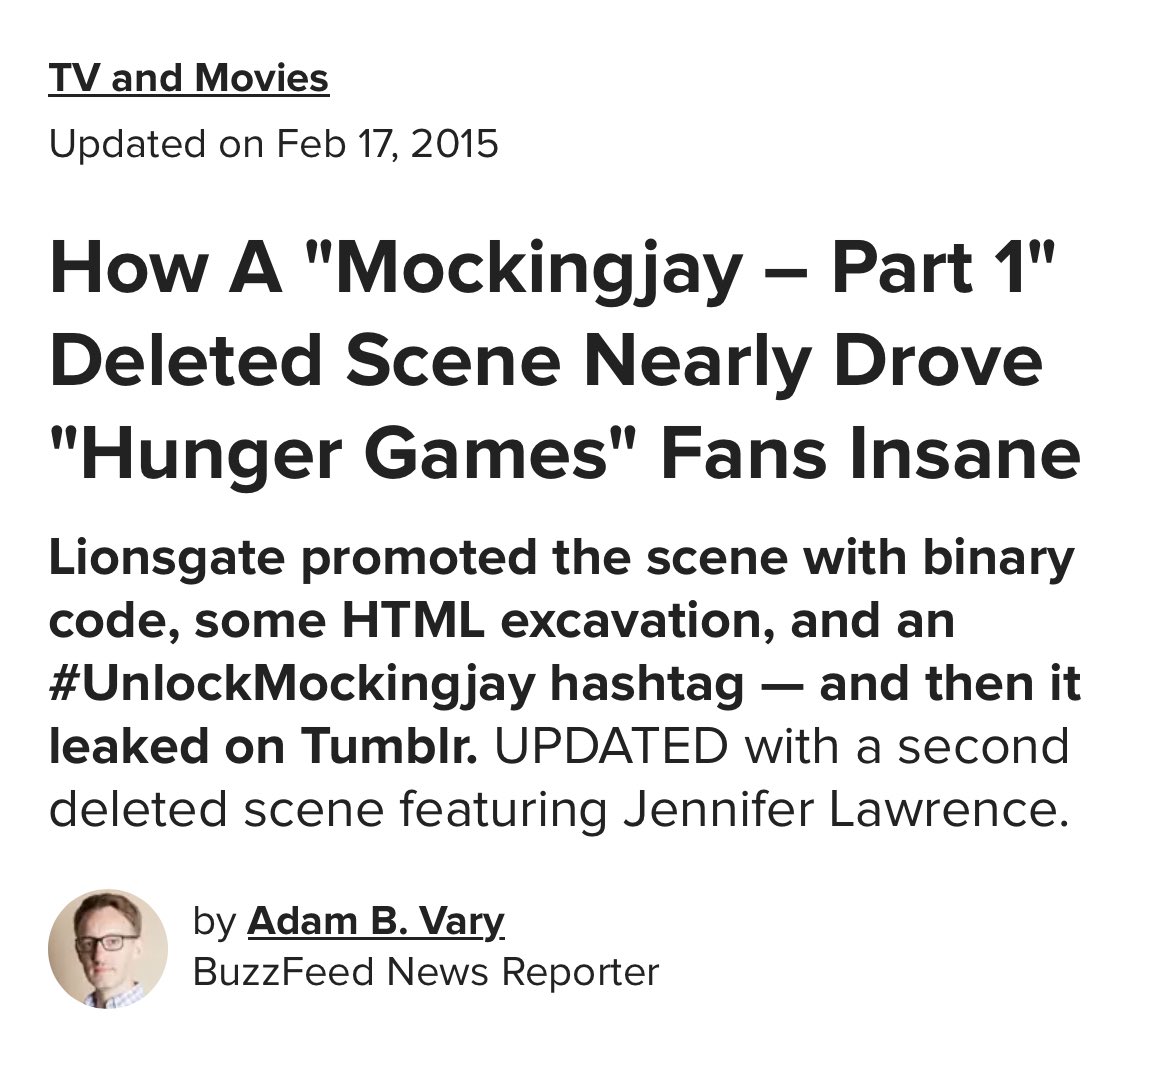 TV and Movies
Updated on Feb 17, 2015
How A "Mockingjay – Part 1"
Deleted Scene Nearly Drove
"Hunger Games" Fans Insane
Lionsgate promoted the scene with binary
code, some HTML excavation, and an
#UnlockMockingjay hashtag — and then it
leaked on Tumblr. UPDATED with a second
deleted scene featuring Jennifer Lawrence.
by Adam B. Vary
BuzzFeed News Reporter